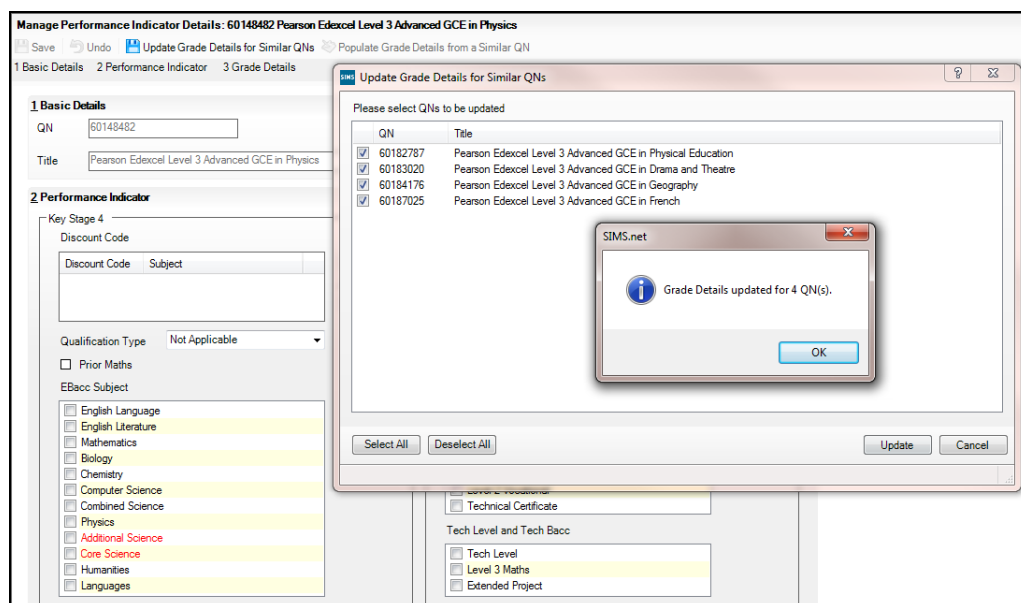 Manage Performance Indicator Details: 60148482 Pearson Edexcel Level 3 Advanced GCE in Physics
Save Undo Update Grade Details for Similar QNs Populate Grade Details from a Similar QN
1 Basic Details 2 Performance Indicator 3 Grade Details
1 Basic Details
QN 60148482
Title Pearson Edexcel Level 3 Advanced GCE in Physics
2 Performance Indicator
Key Stage 4
Discount Code
Discount Code Subject
Qualification Type Not Applicable
Prior Maths
EBacc Subject
English Language
English Literature
Mathematics
Biology
Chemistry
Computer Science
Combined Science
Physics
Additional Science
Core Science
Humanities
Languages
SIMS Update Grade Details for Similar QNs
Please select QNs to be updated
QN Title
60182787 Pearson Edexcel Level 3 Advanced GCE in Physical Education
60183020 Pearson Edexcel Level 3 Advanced GCE in Drama and Theatre
60184176 Pearson Edexcel Level 3 Advanced GCE in Geography
60187025 Pearson Edexcel Level 3 Advanced GCE in French
SIMS.net
Grade Details updated for 4 QN(s).
OK
Select All Deselect All Update Cancel
Level 2 Vocational
Technical Certificate
Tech Level and Tech Bacc
Tech Level
Level 3 Maths
Extended Project